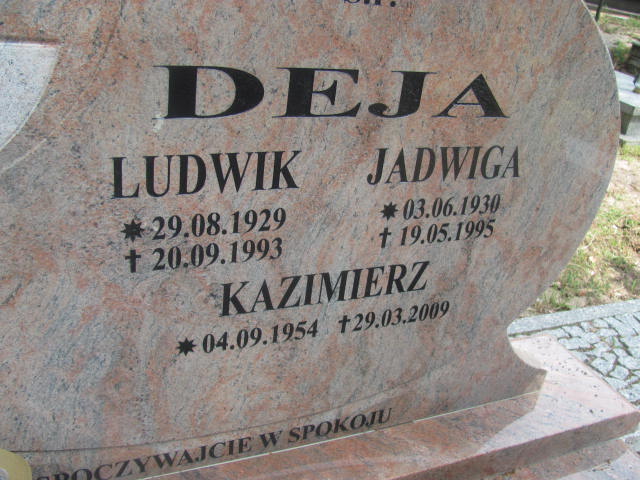 Ś.P.
DEJA
LUDWIK JADWIGA
* 29.08.1929 * 03.06.1930
† 20.09.1993 † 19.05.1995
KAZIMIERZ
* 04.09.1954 † 29.03.2009
SPOCZYWAJCIE W SPOKOJU